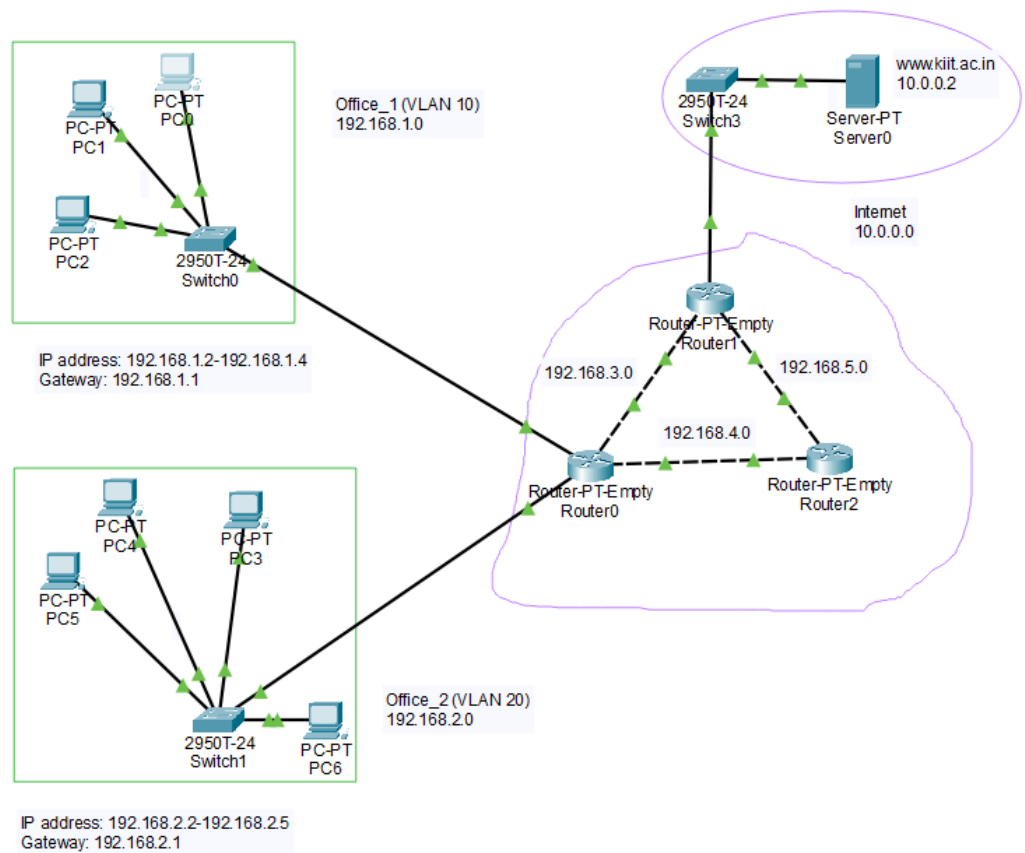 PC-PT
PC0
PC-PT
PC1
PC-PT
PC2
2950T-24
Switch0
Office_1 (VLAN 10)
192.168.1.0
IP address: 192.168.1.2-192.168.1.4
Gateway: 192.168.1.1
2950T-24
Switch3
Server-PT
Server0
www.kiit.ac.in
10.0.0.2
Internet
10.0.0.0
Router-PT-Empty
Router1
192.168.3.0
192.168.5.0
192.168.4.0
Router-PT-Empty
Router0
Router-PT-Empty
Router2
PC-PT
PC4
PC-PT
PC3
PC-PT
PC5
2950T-24
Switch1
PC-PT
PC6
Office_2 (VLAN 20)
192.168.2.0
IP address: 192.168.2.2-192.168.2.5
Gateway: 192.168.2.1